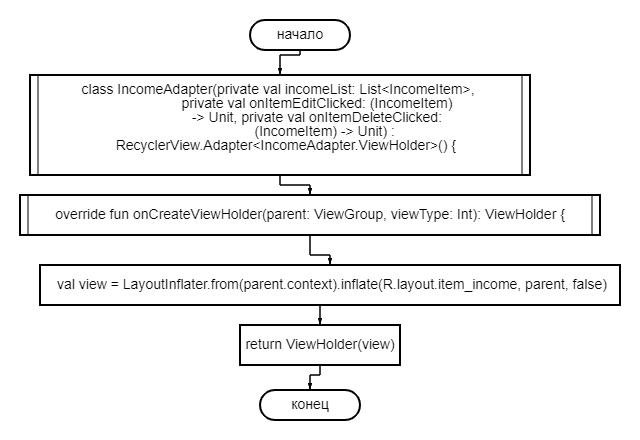 начало
class IncomeAdapter(private val incomeList: List<IncomeItem>,
private val onItemEditClicked: (IncomeItem)
-> Unit, private val onItemDeleteClicked:
(IncomeItem) -> Unit) :
RecyclerView.Adapter<IncomeAdapter.ViewHolder>() {
override fun onCreateViewHolder(parent: ViewGroup, viewType: Int): ViewHolder {
val view = LayoutInflater.from(parent.context).inflate(R.layout.item_income, parent, false)
return ViewHolder(view)
конец